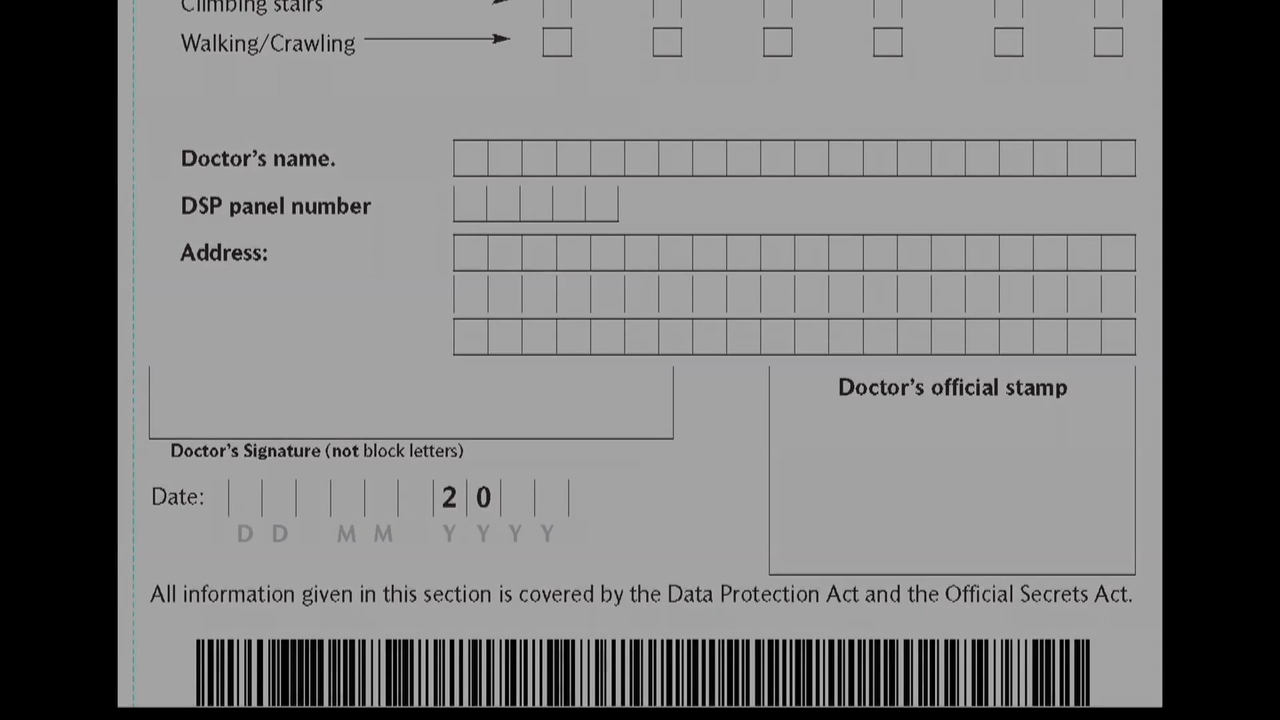 Climbing stairs
Walking/Crawling
Doctor's name.
DSP panel number
Address:
Doctor's official stamp
Doctor's Signature (not block letters)
Date: 2 0
D D M M Y Y Y Y
All information given in this section is covered by the Data Protection Act and the Official Secrets Act.